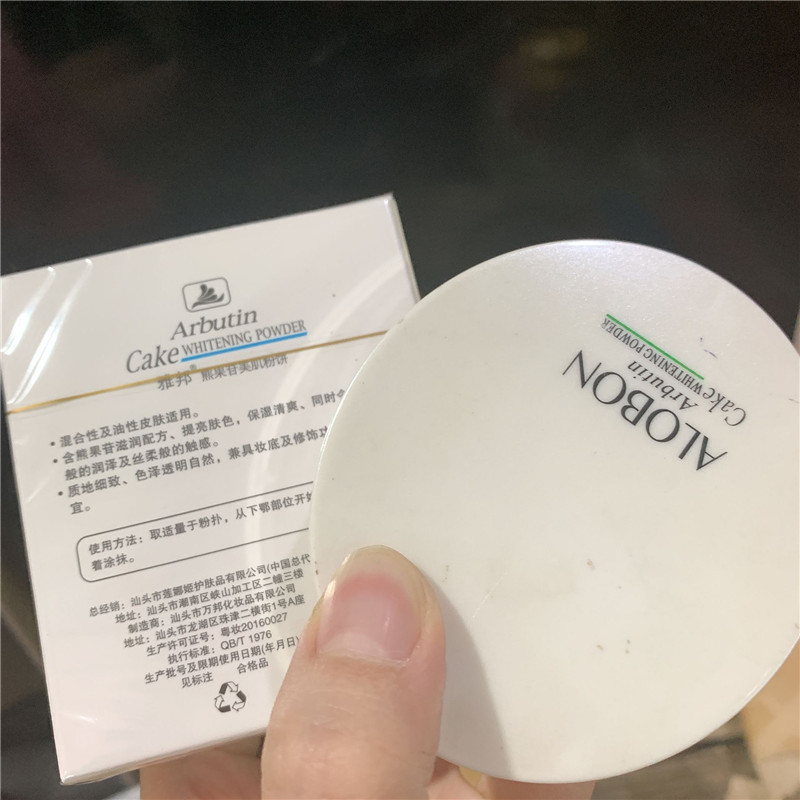 Arbutin
Cake WHITENING POWDER
雅邦® 熊果苷美肌粉饼
• 混合性及油性皮肤适用。
• 含熊果苷滋润配方、提亮肤色,保湿清爽、同时
般的润泽及丝柔般的触感。
• 质地细致、色泽透明自然,兼具妆底及修饰功
宜。
使用方法:取适量于粉扑,从下鄂部位开始
着涂抹。
总经销:汕头市莲娜姬护肤品有限公司(中国总代
地址:汕头市潮南区峡山加工区二幢三楼
制造商:汕头市万邦化妆品有限公司
地址:汕头市龙湖区珠津二横街1号A座
生产许可证号:粤妆20160027
执行标准:QB/T 1976
生产批号及限期使用日期(年月日)
见标注 合格品
ALOBON
Arbutin
Cake WHITENING POWDER